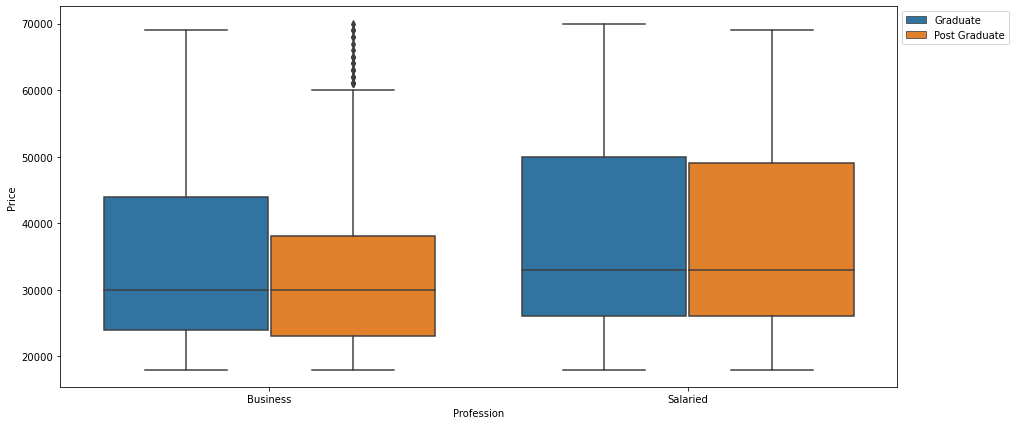 70000
60000
50000
40000
30000
20000
Price
Business
Salaried
Profession
Graduate
Post Graduate